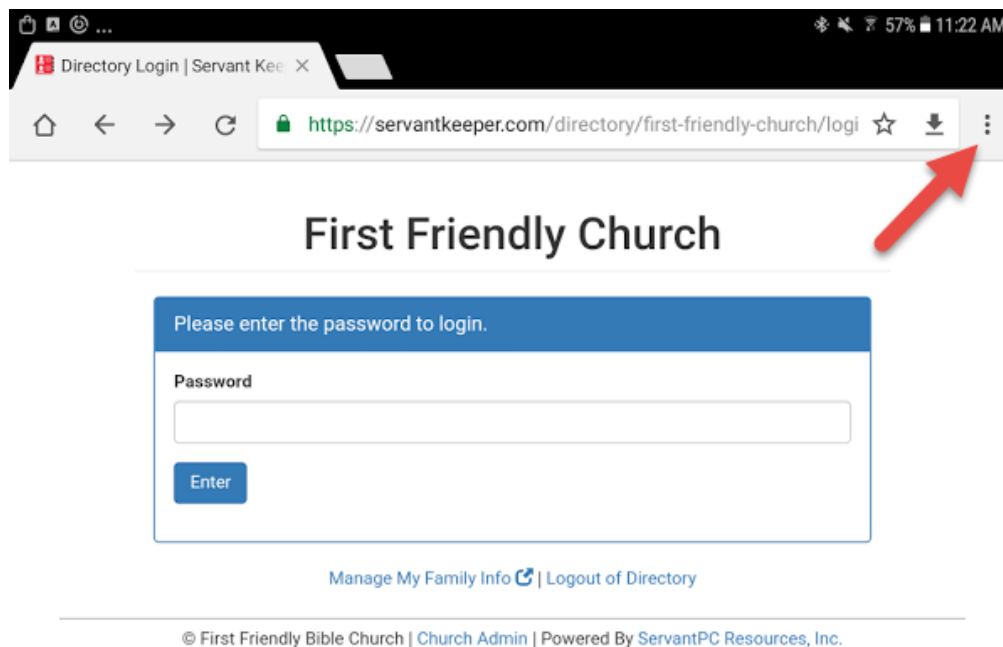 ... 57% 11:22 AM
Directory Login | Servant Kee
https://servantkeeper.com/directory/first-friendly-church/logi
First Friendly Church
Please enter the password to login.
Password
Enter
Manage My Family Info | Logout of Directory
© First Friendly Bible Church | Church Admin | Powered By ServantPC Resources, Inc.